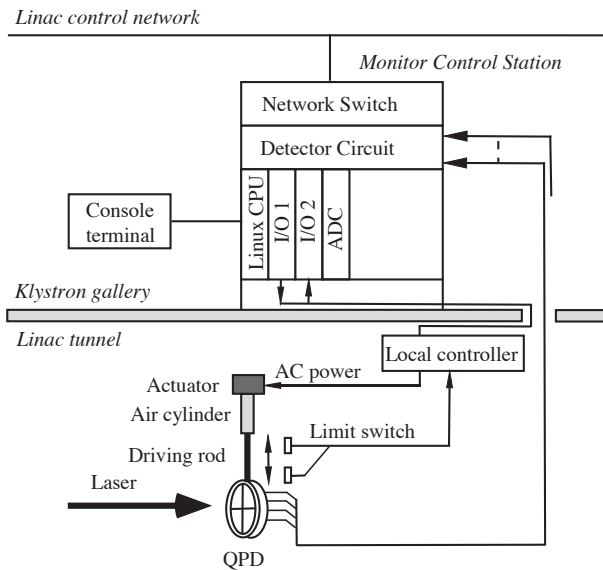 Linac control network
Monitor Control Station
Network Switch
Detector Circuit
Linux CPU
I/O 1
I/O 2
ADC
Console
terminal
Klystron gallery
Linac tunnel
Local controller
AC power
Actuator
Air cylinder
Limit switch
Driving rod
Laser
QPD